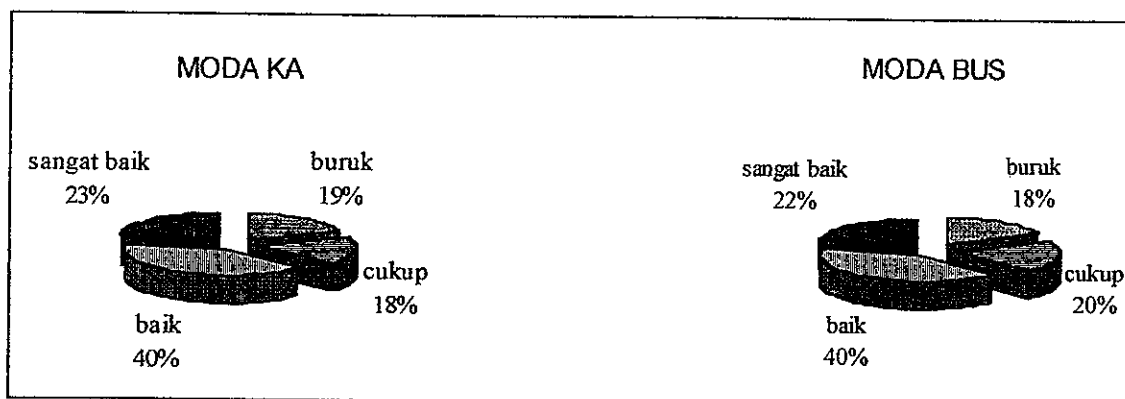 MODA KA
sangat baik
23%
buruk
19%
cukup
18%
baik
40%
MODA BUS
sangat baik
22%
buruk
18%
cukup
20%
baik
40%